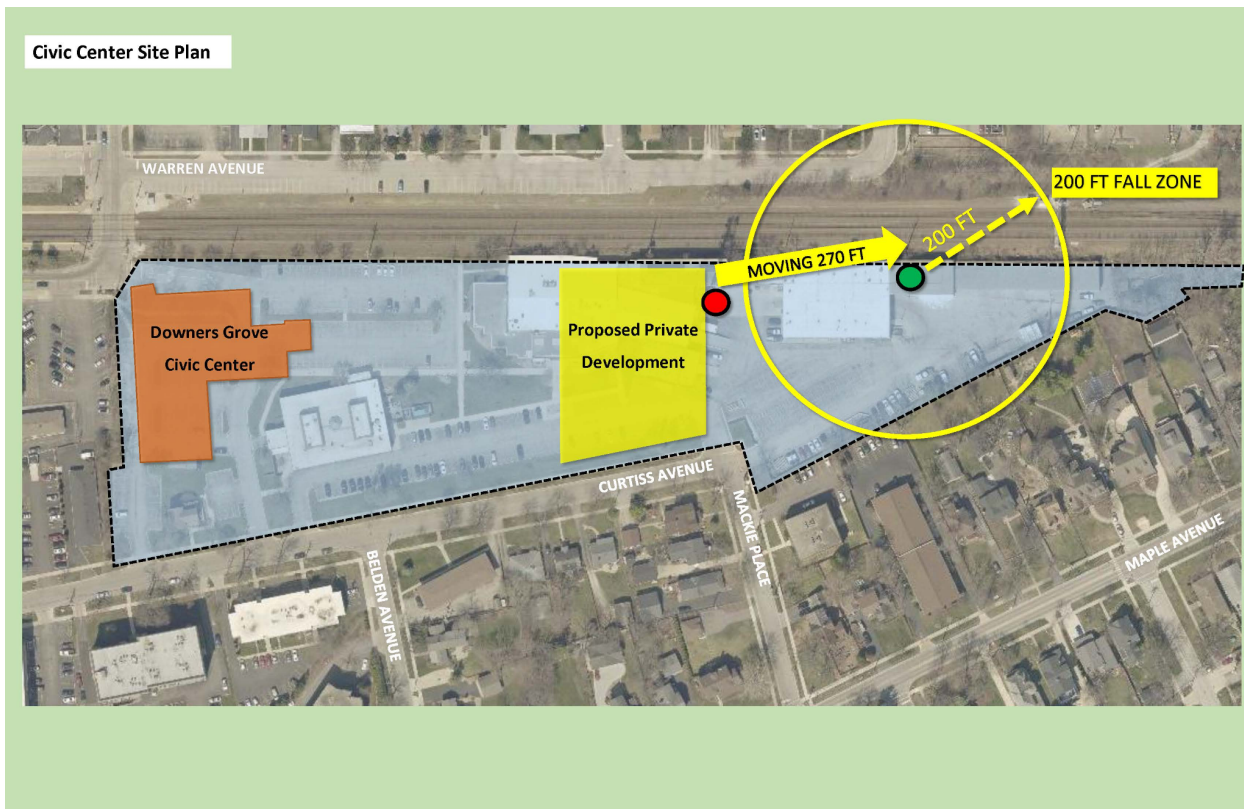 Civic Center Site Plan
WARREN AVENUE
200 FT FALL ZONE
200 FT
MOVING 270 FT
Downers Grove
Civic Center
Proposed Private
Development
CURTISS AVENUE
MACKIE PLACE
BELDEN AVENUE
MAPLE AVENUE